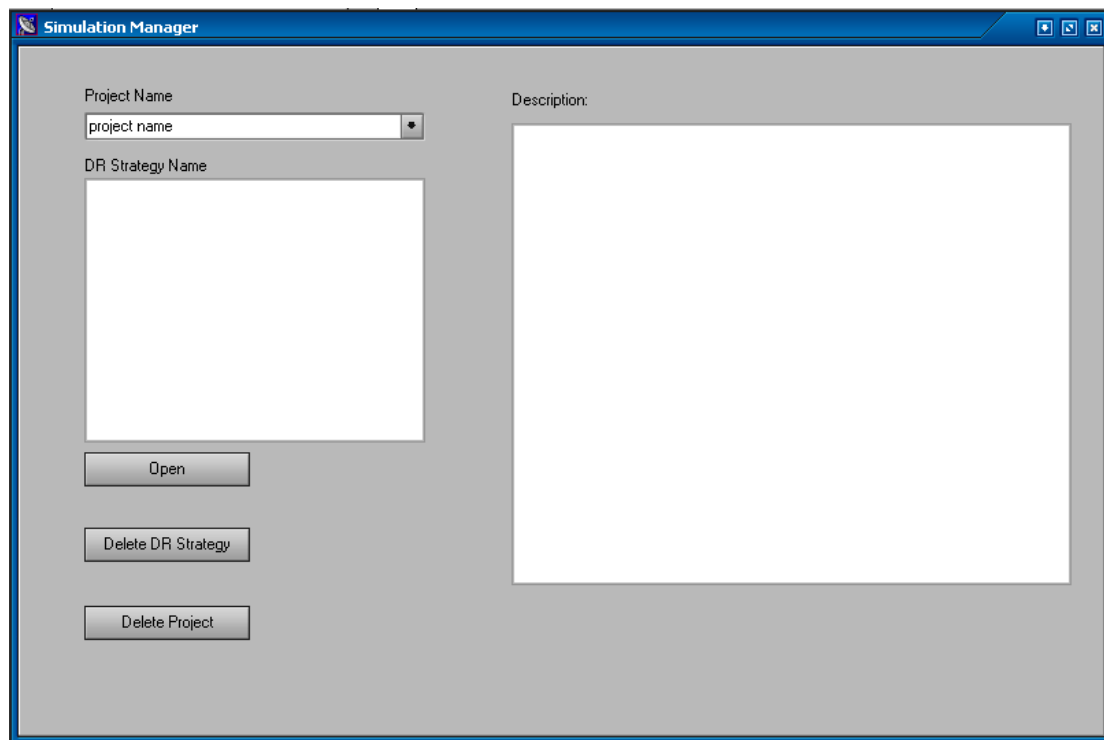 Simulation Manager
Project Name
project name
DR Strategy Name
Open
Delete DR Strategy
Delete Project
Description: